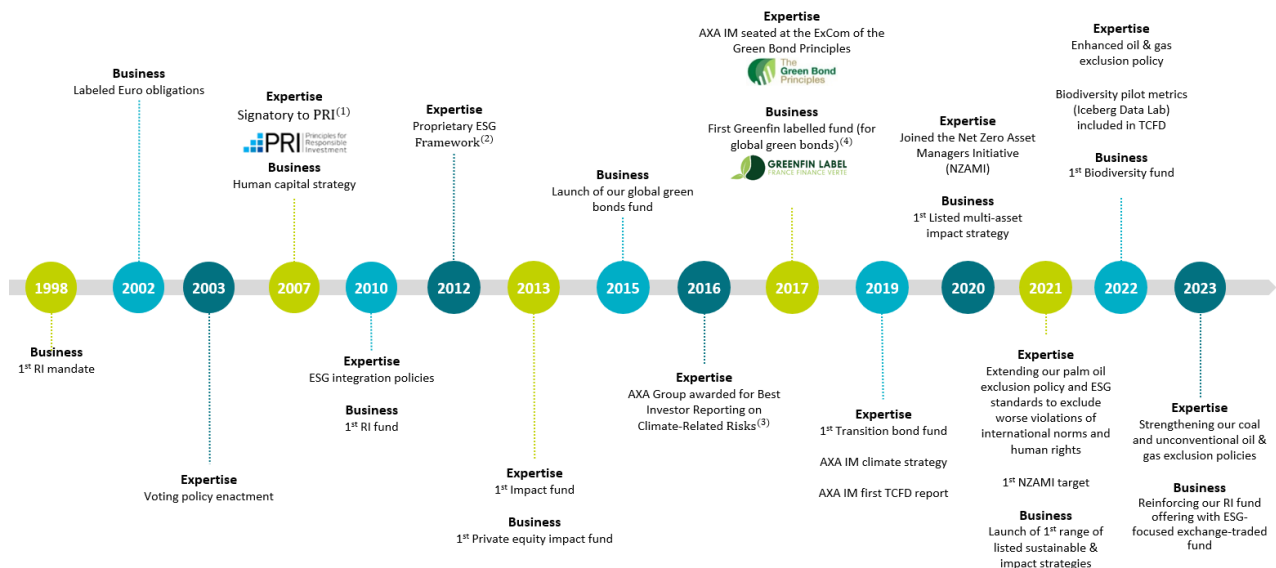 Business
Labeled Euro obligations
Expertise
Signatory to PRI(1)
PRI Principles for
Responsible
Investment
Business
Human capital strategy
Expertise
Proprietary ESG
Framework(2)
Business
Launch of our global green
bonds fund
Expertise
AXA IM seated at the ExCom of the
Green Bond Principles
The
Green Bond
Principles
Business
First Greenfin labelled fund (for
global green bonds)(4)
GREENFIN LABEL
FRANCE FINANCE VERTE
Expertise
Joined the Net Zero Asset
Managers Initiative
(NZAMI)
Business
1st Listed multi-asset
impact strategy
Expertise
Enhanced oil & gas
exclusion policy
Biodiversity pilot metrics
(Iceberg Data Lab)
included in TCFD
Business
1st Biodiversity fund
1998 2002 2003 2007 2010 2012 2013 2015 2016 2017 2019 2020 2021 2022 2023
Business
1st RI mandate
Expertise
Voting policy enactment
Expertise
ESG integration policies
Business
1st RI fund
Expertise
1st Impact fund
Business
1st Private equity impact fund
Expertise
AXA Group awarded for Best
Investor Reporting on
Climate-Related Risks(3)
Expertise
1st Transition bond fund
AXA IM climate strategy
AXA IM first TCFD report
Expertise
Extending our palm oil
exclusion policy and ESG
standards to exclude
worse violations of
international norms and
human rights
1st NZAMI target
Business
Launch of 1st range of
listed sustainable &
impact strategies
Expertise
Strengthening our coal
and unconventional oil &
gas exclusion policies
Business
Reinforcing our RI fund
offering with ESG-
focused exchange-traded
fund